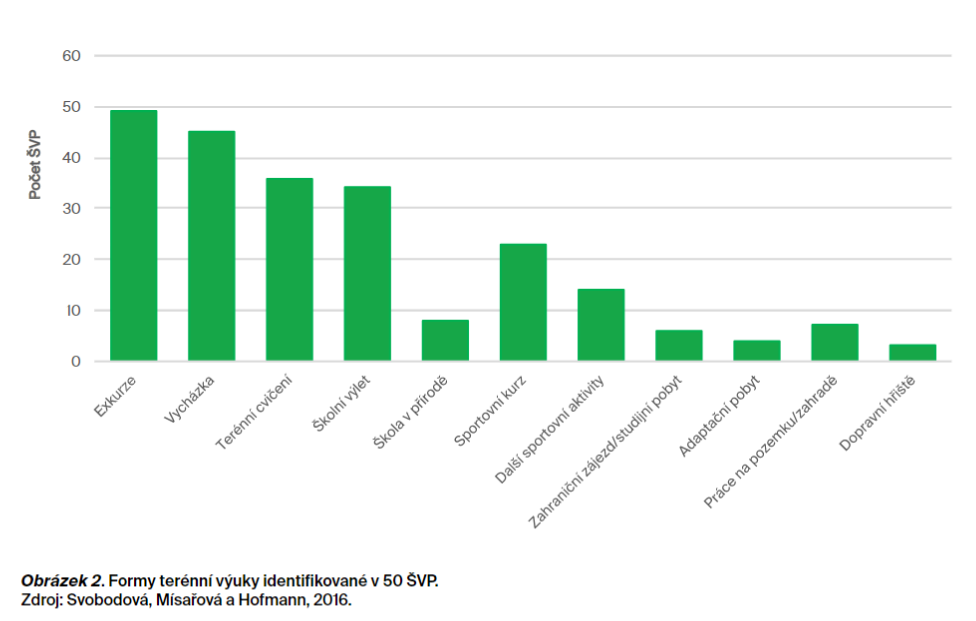 60
50
40
30
20
10
0
Počet ŠVP
Exkurze
Vycházka
Terénní cvičení
Školní výlet
Škola v přírodě
Sportovní kurz
Další sportovní aktivity
Zahraniční zájezd/studijní pobyt
Adaptační pobyt
Práce na pozemku/zahradě
Dopravní hřiště
Obrázek 2. Formy terénní výuky identifikované v 50 ŠVP.
Zdroj: Svobodová, Mísařová a Hofmann, 2016.